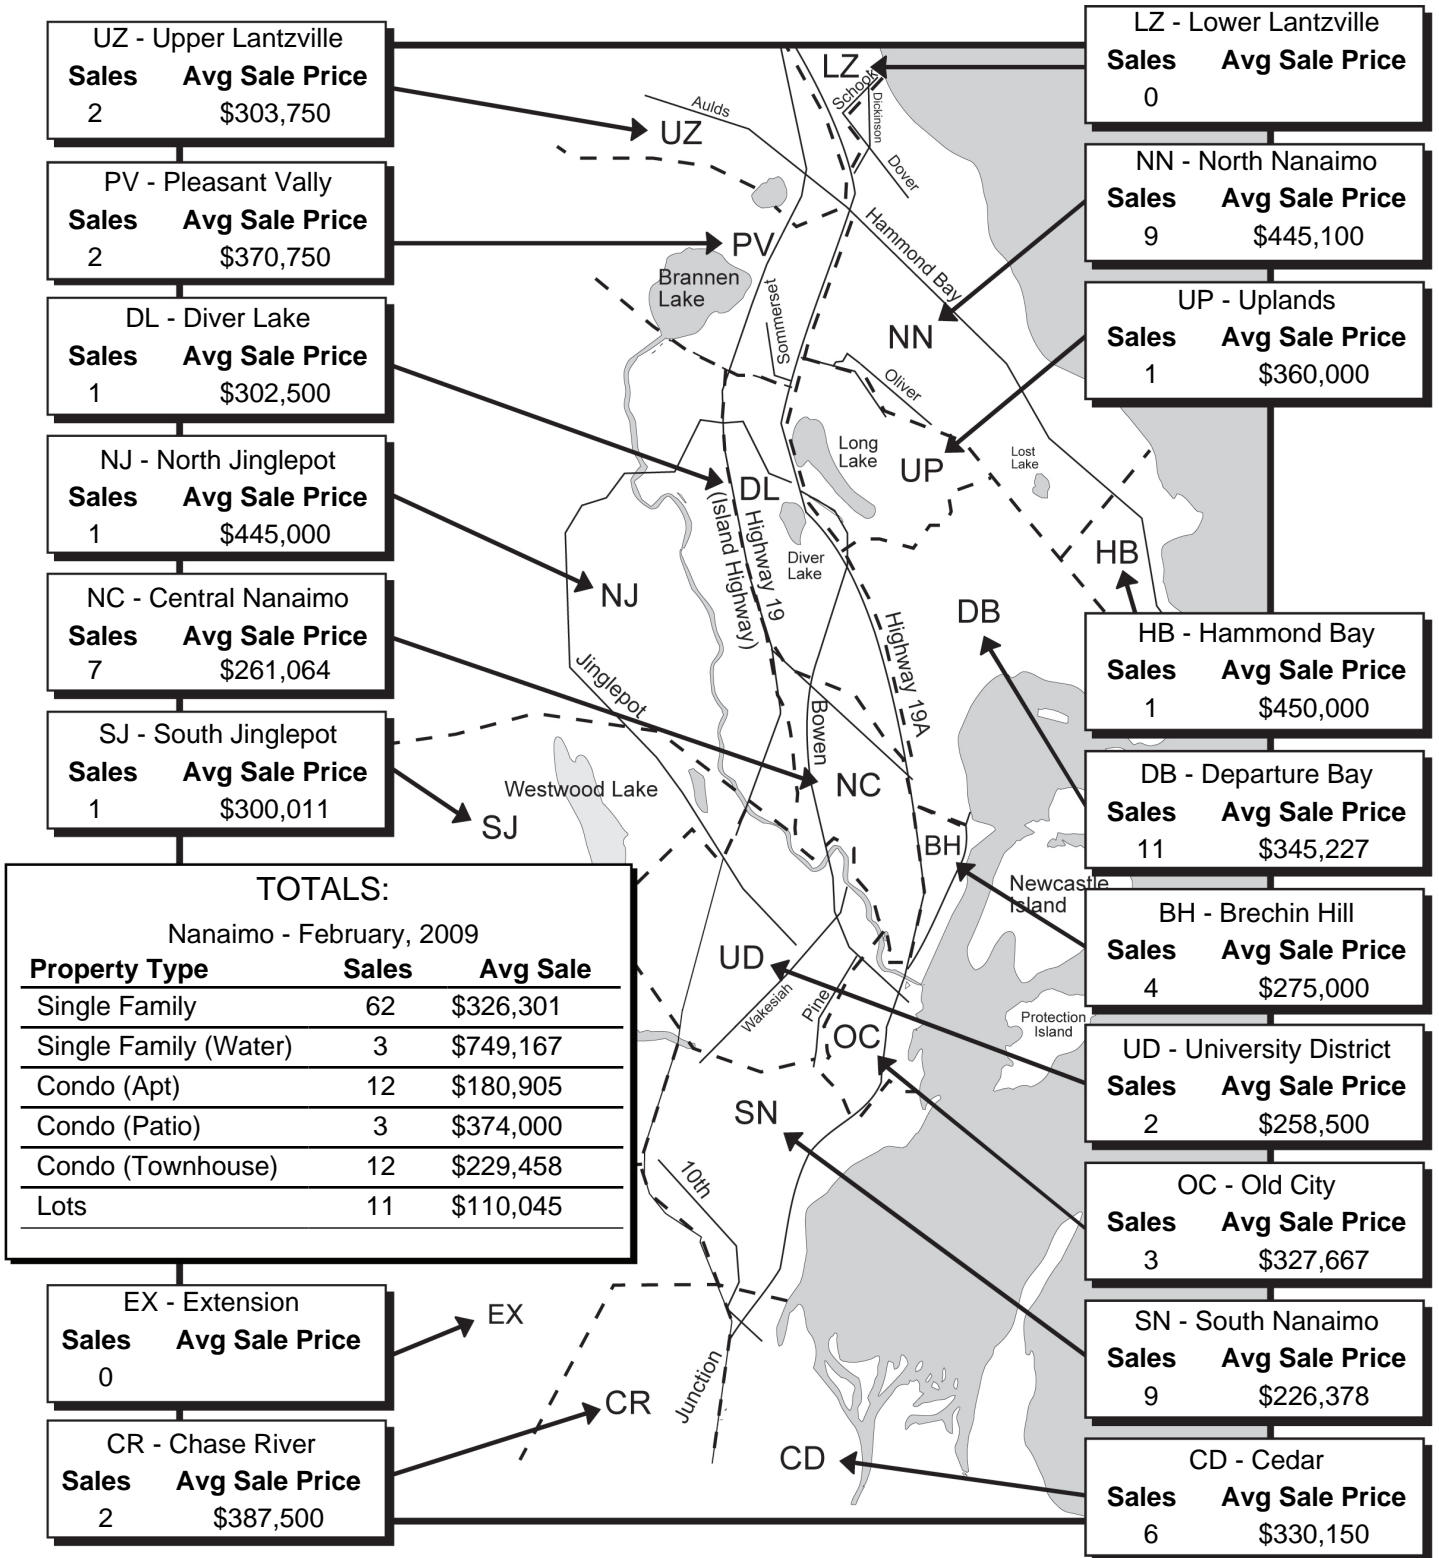 UZ - Upper Lantzville
Sales Avg Sale Price
2 $303,750
PV - Pleasant Vally
Sales Avg Sale Price
2 $370,750
DL - Diver Lake
Sales Avg Sale Price
1 $302,500
NJ - North Jinglepot
Sales Avg Sale Price
1 $445,000
NC - Central Nanaimo
Sales Avg Sale Price
7 $261,064
SJ - South Jinglepot
Sales Avg Sale Price
1 $300,011
TOTALS:
Nanaimo - February, 2009
Property Type Sales Avg Sale
Single Family 62 $326,301
Single Family (Water) 3 $749,167
Condo (Apt) 12 $180,905
Condo (Patio) 3 $374,000
Condo (Townhouse) 12 $229,458
Lots 11 $110,045
EX - Extension
Sales Avg Sale Price
0
CR - Chase River
Sales Avg Sale Price
2 $387,500
LZ
Schook
Dickinson
Aulds
UZ
Dover
PV
Hammond Bay
Brannen
Lake
Sommerset
NN
Oliver
Long
Lake
UP
Lost
Lake
DL
Highway 19
(Island Highway)
Diver
Lake
HB
NJ
DB
Highway 19A
Jinglepot
Bowen
NC
Westwood Lake
SJ
BH
Newcastle
Island
UD
Wakesiah
Pine
OC
Protection
Island
SN
10th
EX
CR
Junction
CD
LZ - Lower Lantzville
Sales Avg Sale Price
0
NN - North Nanaimo
Sales Avg Sale Price
9 $445,100
UP - Uplands
Sales Avg Sale Price
1 $360,000
HB - Hammond Bay
Sales Avg Sale Price
1 $450,000
DB - Departure Bay
Sales Avg Sale Price
11 $345,227
BH - Brechin Hill
Sales Avg Sale Price
4 $275,000
UD - University District
Sales Avg Sale Price
2 $258,500
OC - Old City
Sales Avg Sale Price
3 $327,667
SN - South Nanaimo
Sales Avg Sale Price
9 $226,378
CD - Cedar
Sales Avg Sale Price
6 $330,150